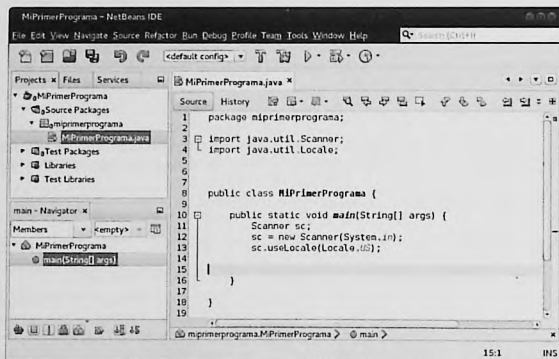 MiPrimerPrograma - NetBeans IDE
File Edit View Navigate Source Refactor Run Debug Profile Team Tools Window Help
Search (Ctrl+I)
<default config>
Projects Files Services
MiPrimerPrograma
Source Packages
miprimerprograma
MiPrimerPrograma.java
Test Packages
Libraries
Test Libraries
main - Navigator
Members <empty>
MiPrimerPrograma
main(String[] args)
MiPrimerPrograma.java
Source History
1 package miprimerprograma;
2
3 import java.util.Scanner;
4 import java.util.Locale;
5
6
7
8 public class MiPrimerPrograma {
9
10 public static void main(String[] args) {
11 Scanner sc;
12 sc = new Scanner(System.in);
13 sc.useLocale(Locale.US);
14
15
16 }
17
18 }
19
miprimerprograma.MiPrimerPrograma > main >
15:1 INS